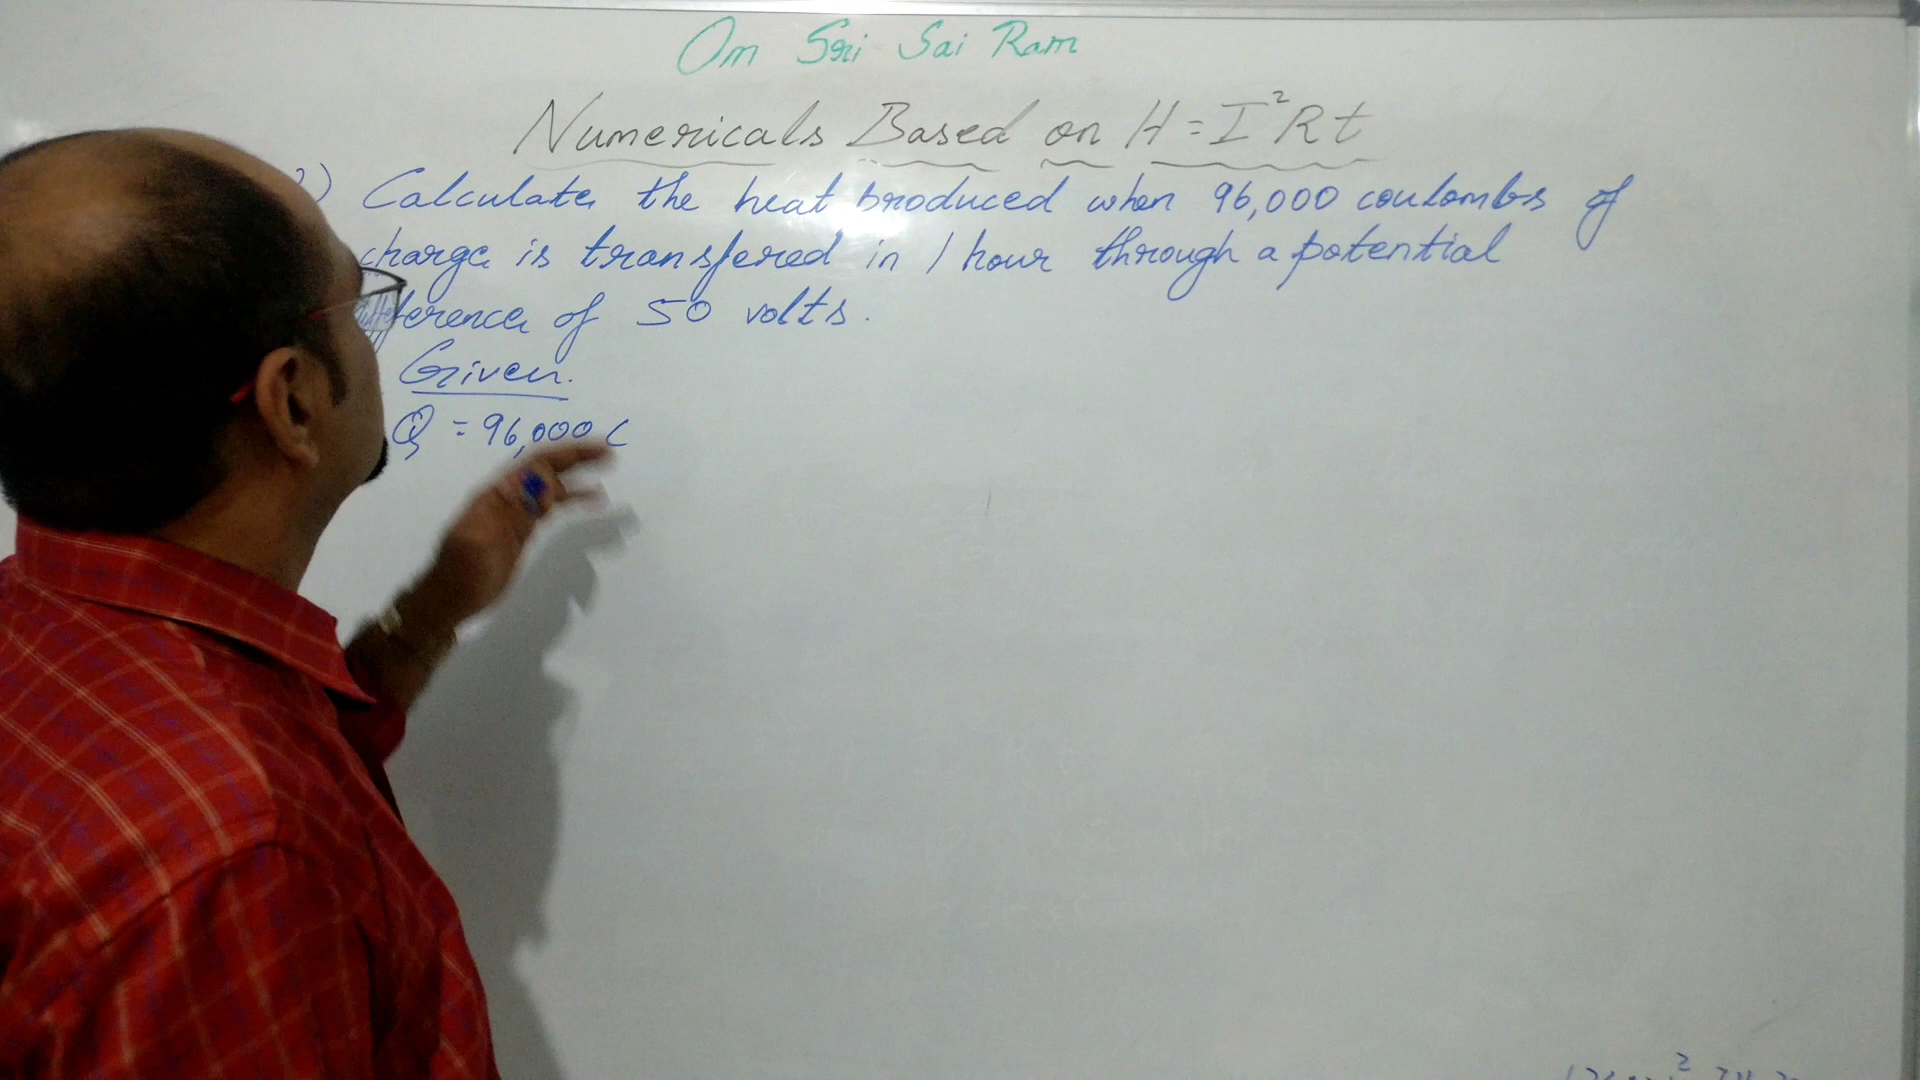 Om Sri Sai Ram
Numericals Based on H = I²Rt
) Calculate the heat produced when 96,000 coulombs of
charge is transfered in 1 hour through a potential
difference of 50 volts.
Given.
Q = 96,000 C